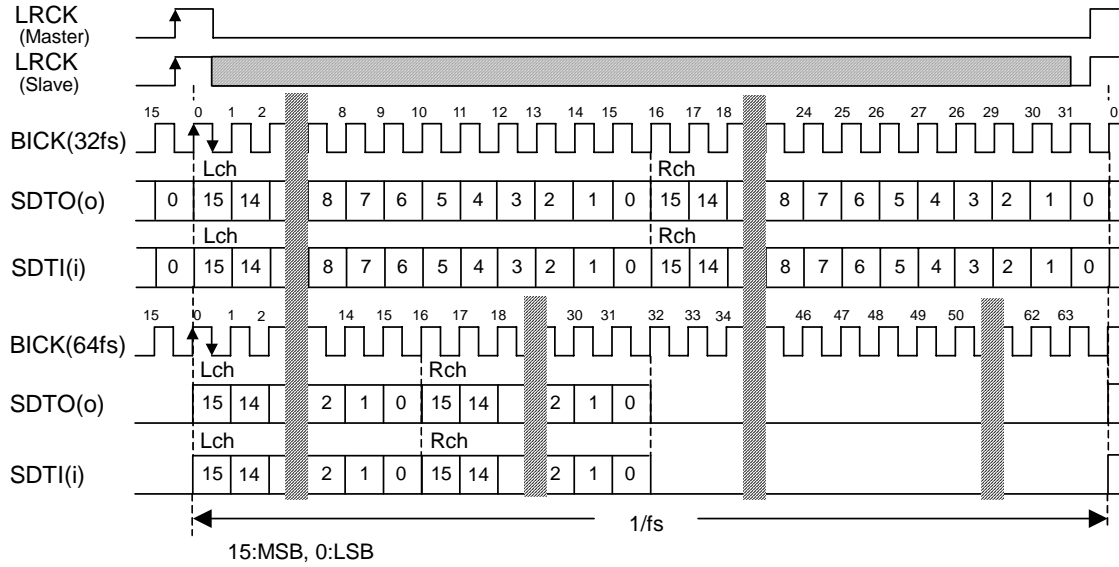 LRCK
(Master)
LRCK
(Slave)
15 0 1 2 8 9 10 11 12 13 14 15 16 17 18 24 25 26 27 26 29 30 31 0
BICK(32fs)
Lch Rch
SDTO(o) 0 15 14 8 7 6 5 4 3 2 1 0 15 14 8 7 6 5 4 3 2 1 0
Lch Rch
SDTI(i) 0 15 14 8 7 6 5 4 3 2 1 0 15 14 8 7 6 5 4 3 2 1 0
15 0 1 2 14 15 16 17 18 30 31 32 33 34 46 47 48 49 50 62 63
BICK(64fs)
Lch Rch
SDTO(o) 15 14 2 1 0 15 14 2 1 0
Lch Rch
SDTI(i) 15 14 2 1 0 15 14 2 1 0
1/fs
15:MSB, 0:LSB